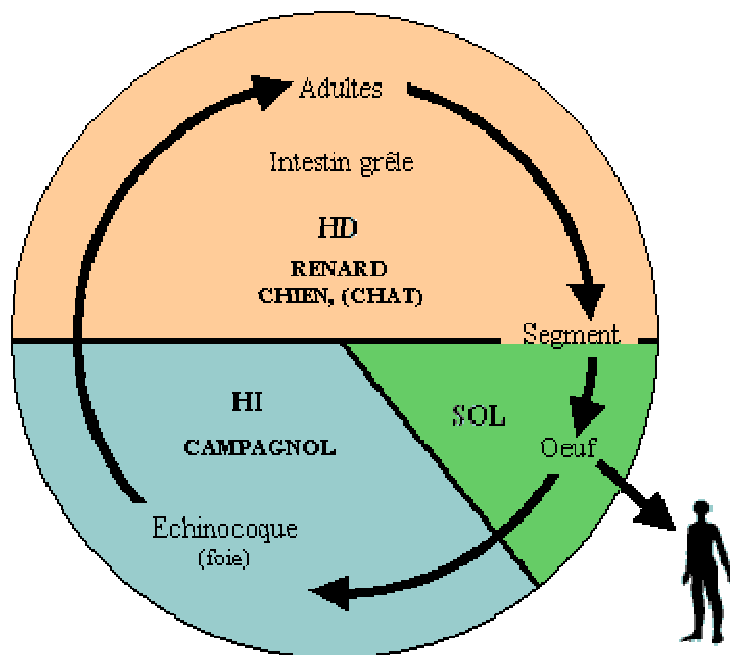 Adultes
Intestin grêle
HD
RENARD
CHIEN, (CHAT)
Segment
HI
CAMPAGNOL
SOL
Oeuf
Echinocoque
(foie)